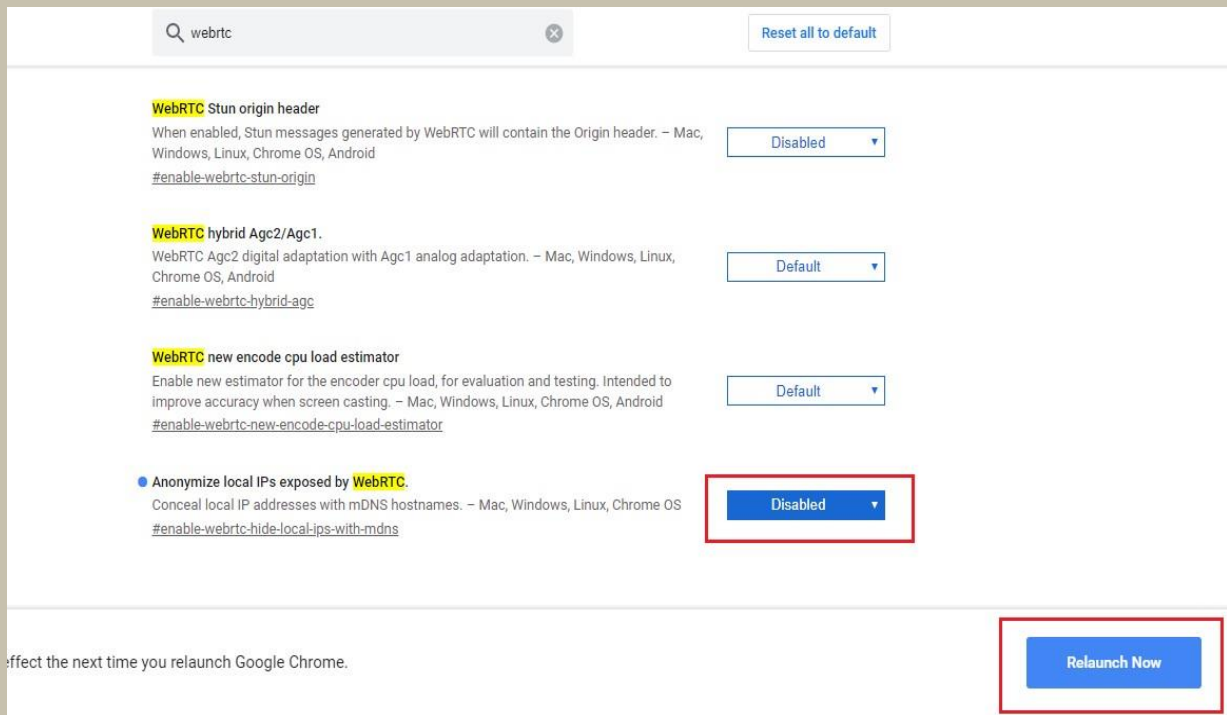 webrtc
Reset all to default
WebRTC Stun origin header
When enabled, Stun messages generated by WebRTC will contain the Origin header. – Mac,
Windows, Linux, Chrome OS, Android
#enable-webrtc-stun-origin
Disabled
WebRTC hybrid Agc2/Agc1.
WebRTC Agc2 digital adaptation with Agc1 analog adaptation. – Mac, Windows, Linux,
Chrome OS, Android
#enable-webrtc-hybrid-agc
Default
WebRTC new encode cpu load estimator
Enable new estimator for the encoder cpu load, for evaluation and testing. Intended to
improve accuracy when screen casting. – Mac, Windows, Linux, Chrome OS, Android
#enable-webrtc-new-encode-cpu-load-estimator
Default
Anonymize local IPs exposed by WebRTC.
Conceal local IP addresses with mDNS hostnames. – Mac, Windows, Linux, Chrome OS
#enable-webrtc-hide-local-ips-with-mdns
Disabled
effect the next time you relaunch Google Chrome.
Relaunch Now